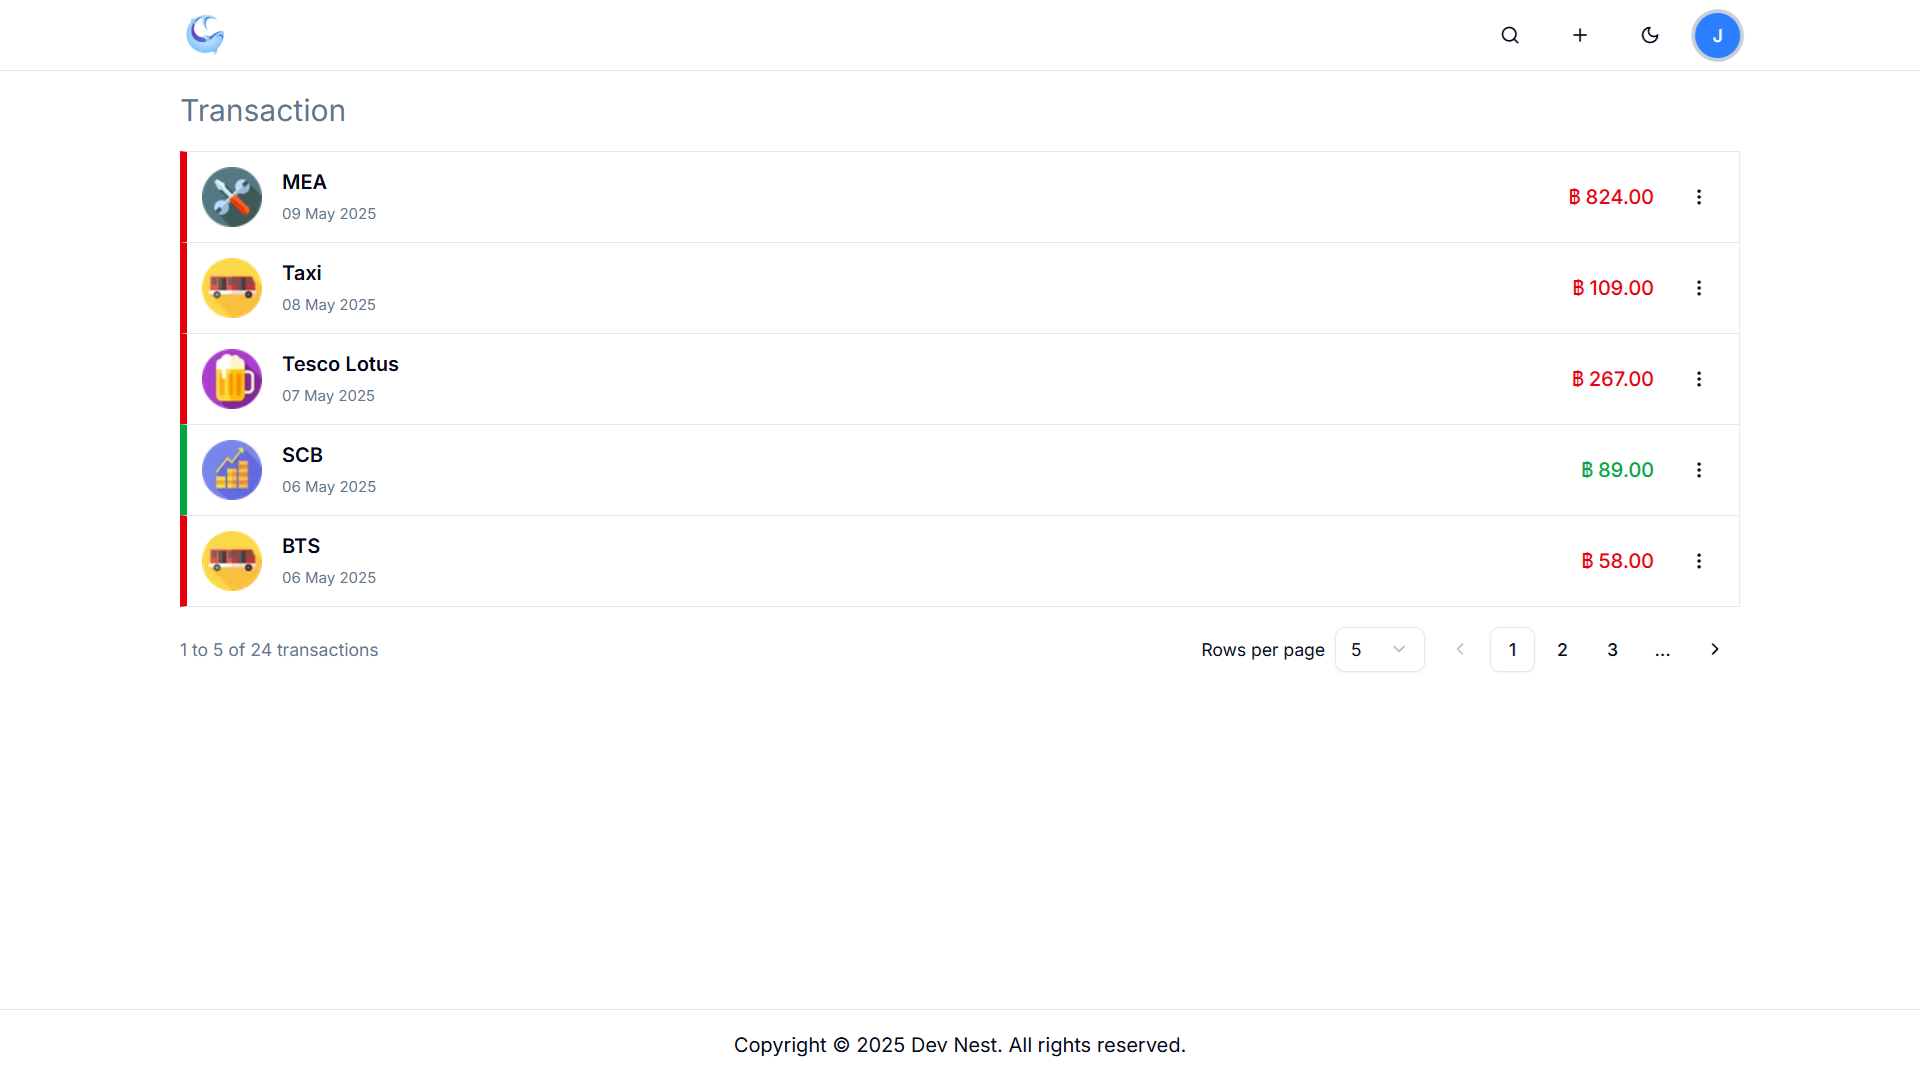 J
Transaction
MEA
09 May 2025
฿ 824.00
Taxi
08 May 2025
฿ 109.00
Tesco Lotus
07 May 2025
฿ 267.00
SCB
06 May 2025
฿ 89.00
BTS
06 May 2025
฿ 58.00
1 to 5 of 24 transactions
Rows per page 5 1 2 3 ...
Copyright © 2025 Dev Nest. All rights reserved.